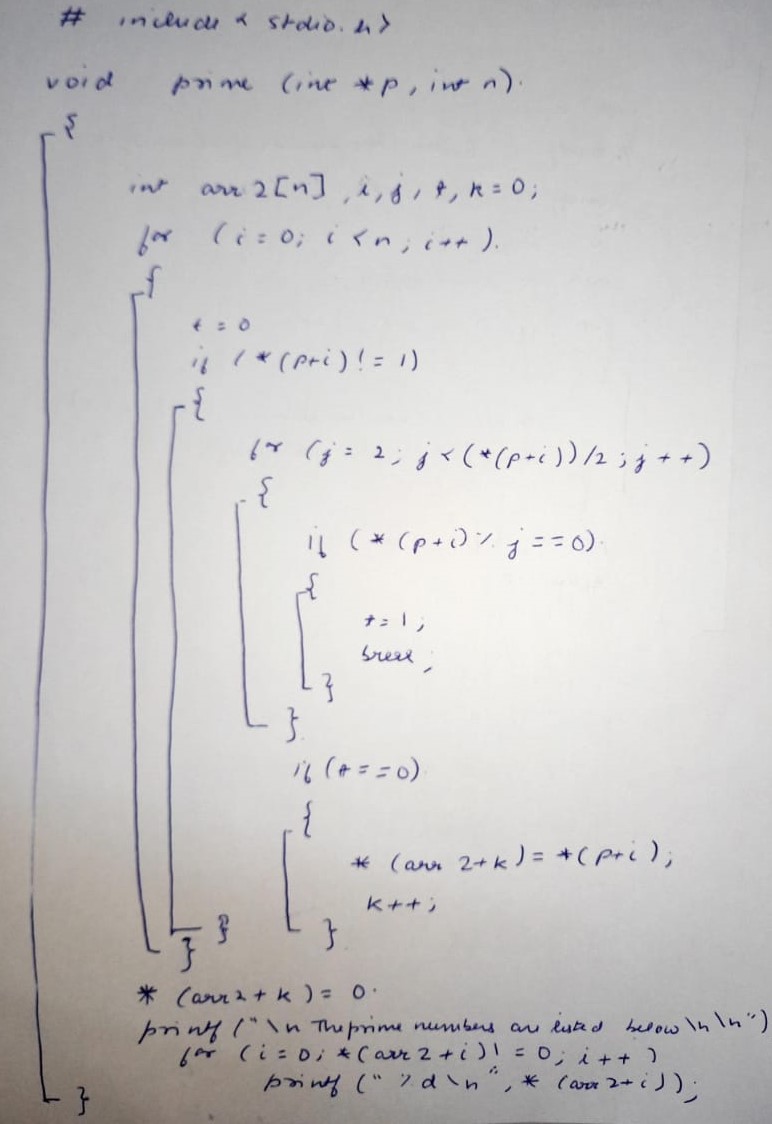 # include < stdio.h>
void prime (int *p, int n).
{
int arr2[n], i, j, t, k=0;
for (i=0; i<n; i++).
{
t = 0
if (*(p+i)!=1)
{
for (j=2; j<(*(p+i))/2; j++)
{
if (*(p+i)% j==0).
{
t=1;
break;
}
}.
if (t==0)
{
* (arr 2+k)=*(p+i);
k++;
}
}
}
* (arr2+k)= 0.
printf ("\n The prime numbers are listed below\n\n")
for (i=0; *(arr2+i)!=0; i++)
printf ("%d\n", * (arr2+i));
}